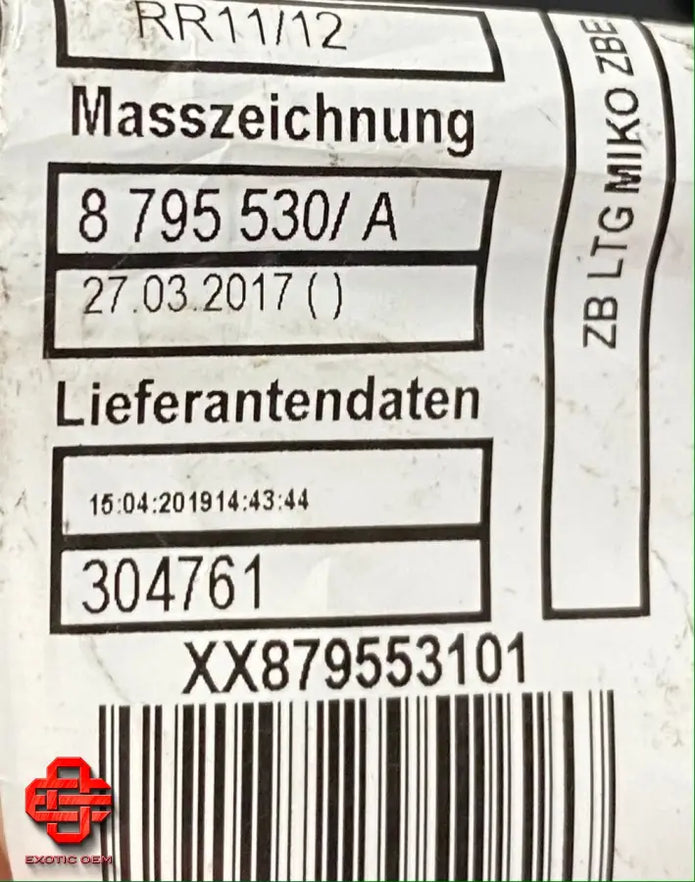 RR11/12
Masszeichnung
8 795 530/ A
27.03.2017 ( )
Lieferantendaten
15:04:201914:43:44
304761
XX879553101
ZB LTG MIKO ZBE
EXOTIC OEM